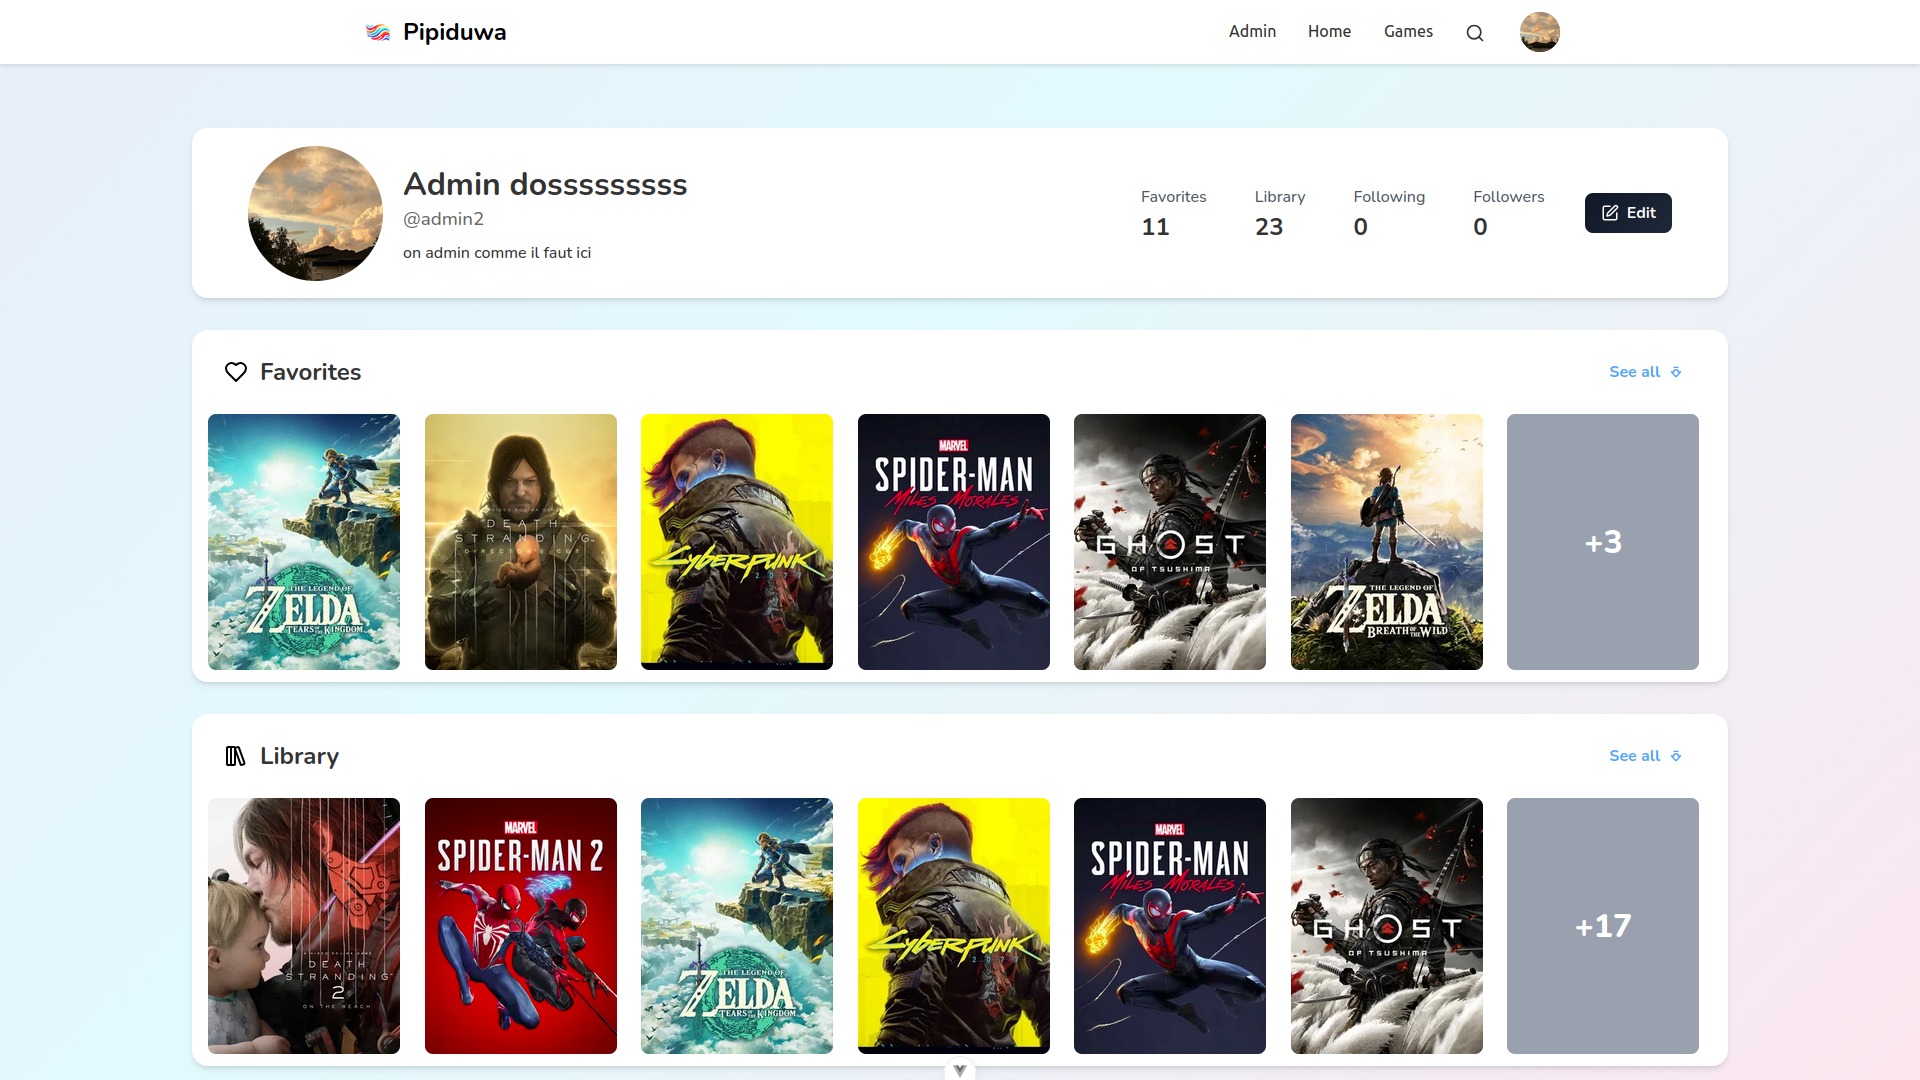 Pipiduwa
Admin Home Games
Admin dosssssssss
@admin2
on admin comme il faut ici
Favorites Library Following Followers
11 23 0 0
Edit
Favorites
See all
THE LEGEND OF
ZELDA
TEARS OF THE KINGDOM
DEATH
STRANDING
DIRECTOR'S CUT
Cyberpunk
2077
MARVEL
SPIDER-MAN
MILES MORALES
GHOST
OF TSUSHIMA
THE LEGEND OF
ZELDA
BREATH OF THE WILD
+3
Library
See all
DEATH
STRANDING
2
ON THE BEACH
MARVEL
SPIDER-MAN 2
THE LEGEND OF
ZELDA
TEARS OF THE KINGDOM
Cyberpunk
2077
MARVEL
SPIDER-MAN
MILES MORALES
GHOST
OF TSUSHIMA
+17